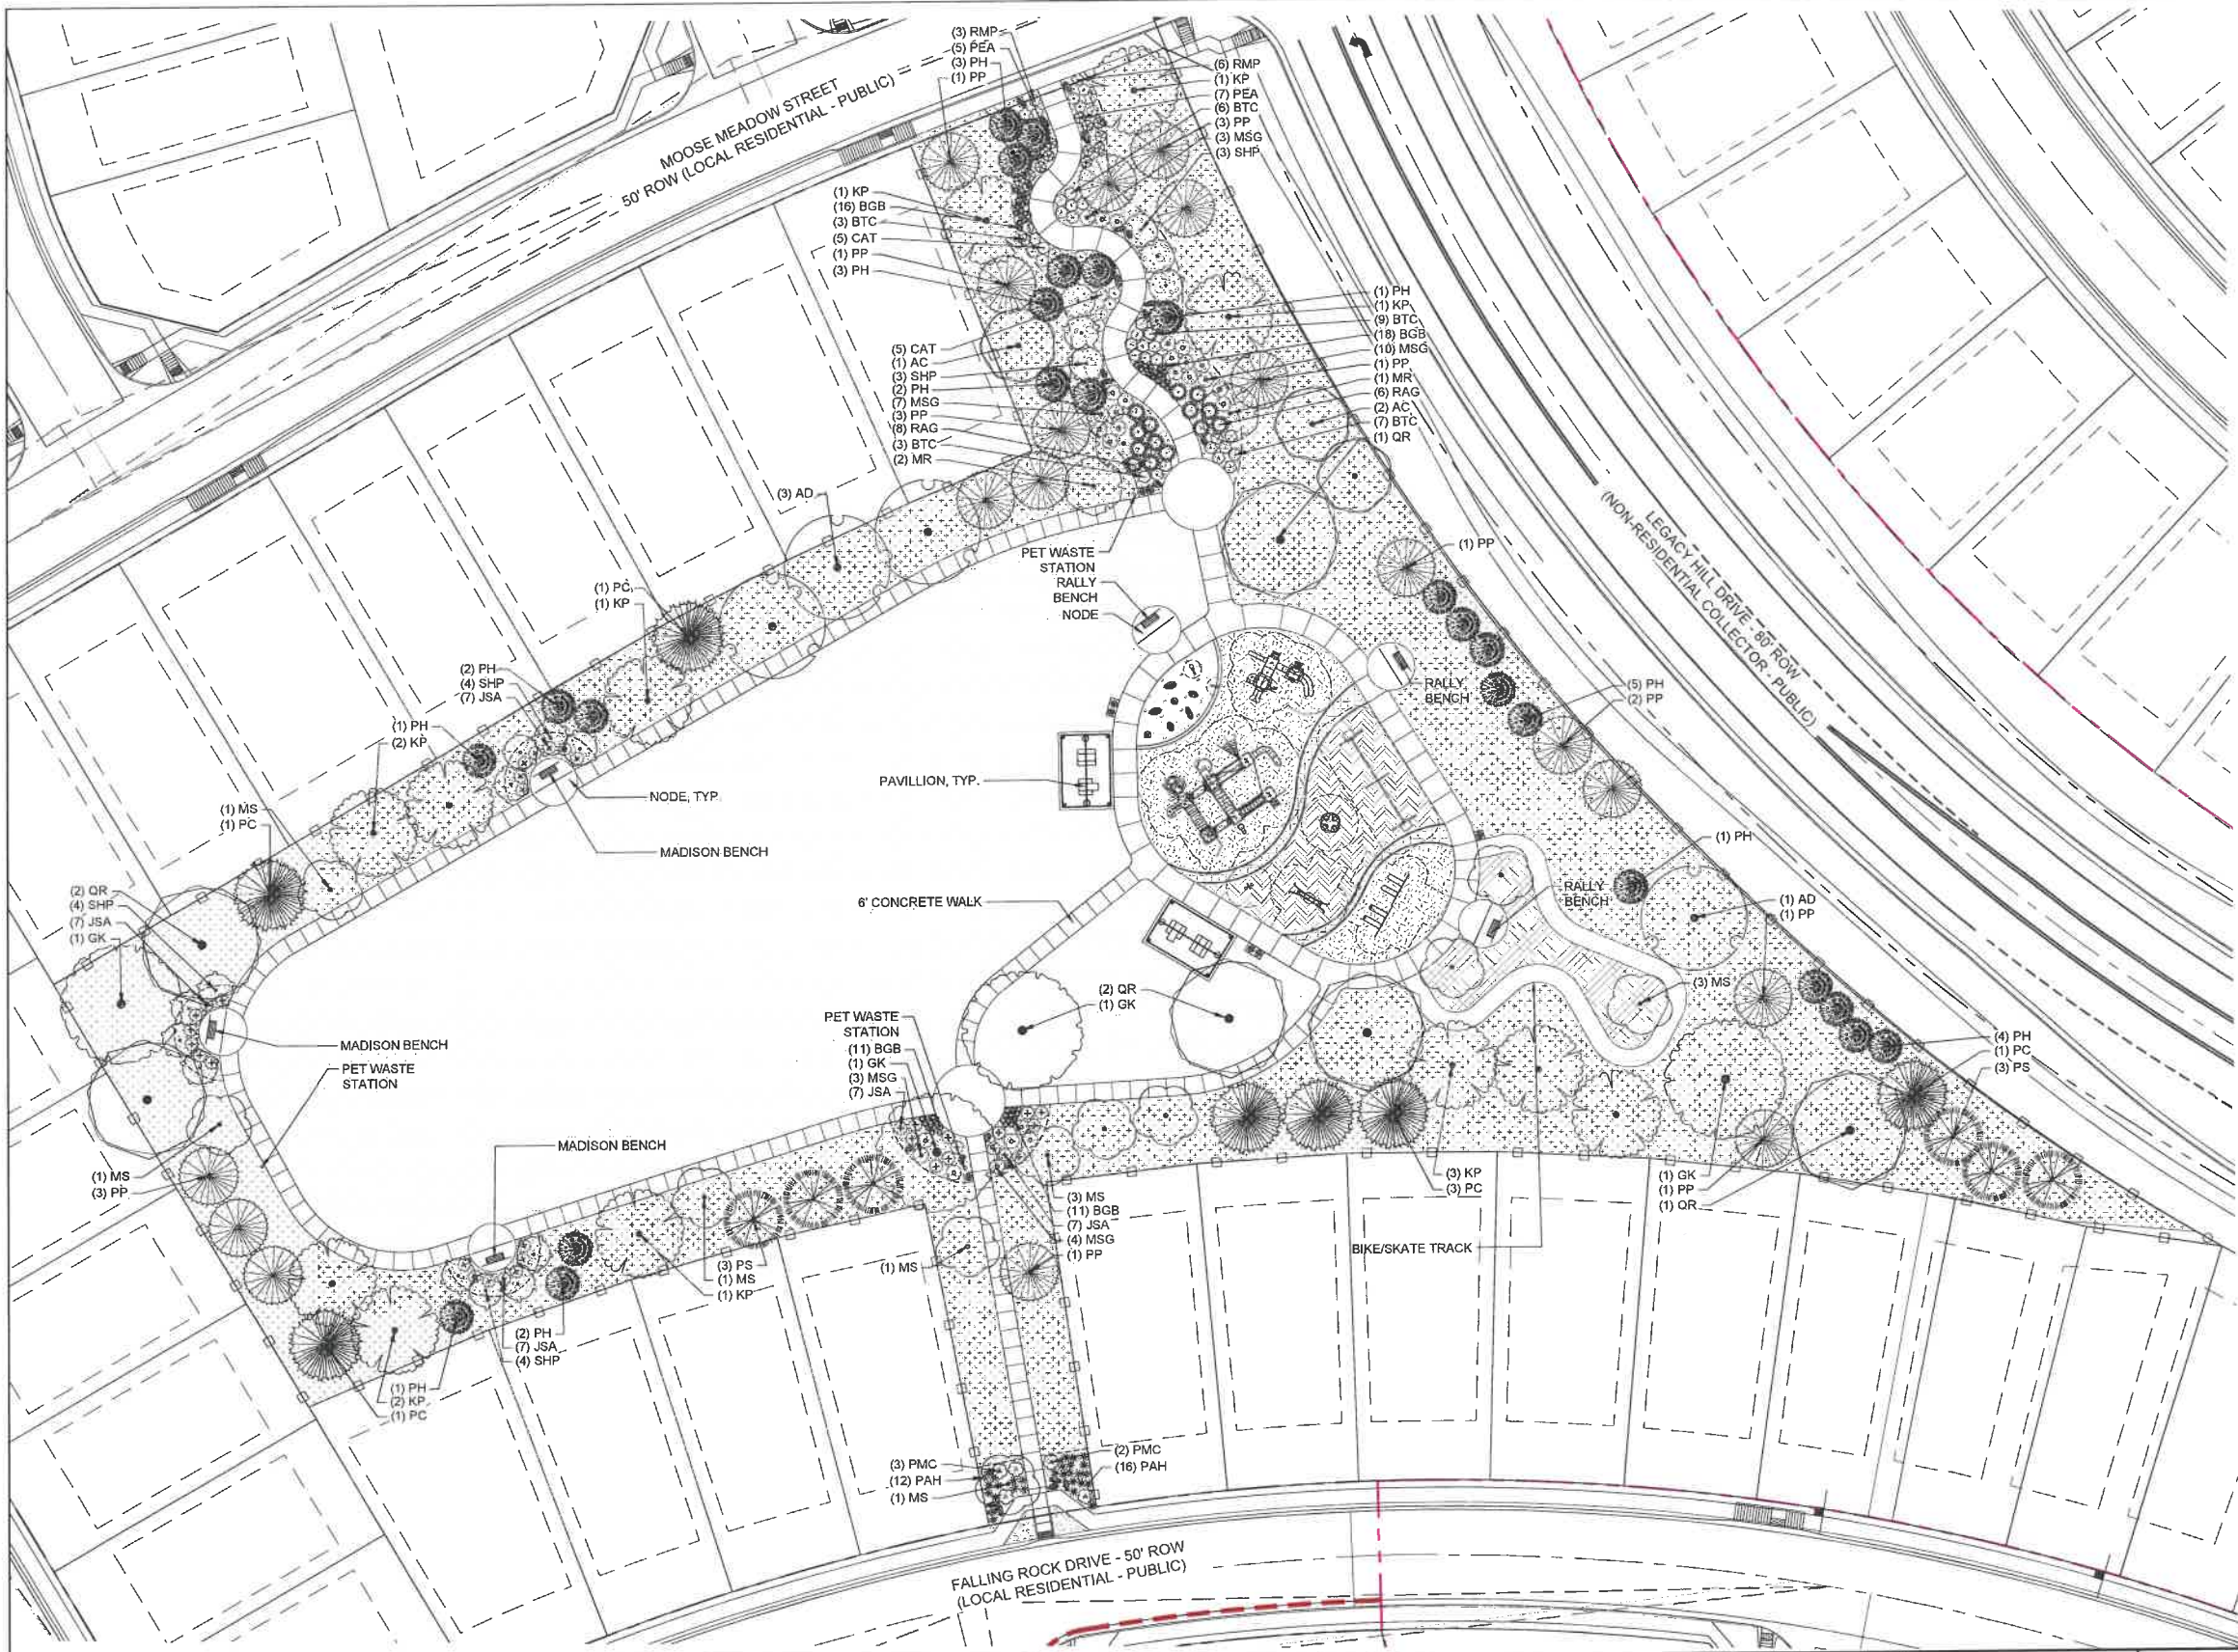 (3) RMP
(5) PEA
(3) PH
(1) PP
(6) RMP
(1) KP
(7) PEA
(6) BTC
(3) PP
(3) MSG
(3) SHP
MOOSE MEADOW STREET
50' ROW (LOCAL RESIDENTIAL - PUBLIC)
(1) KP
(16) BGB
(3) BTC
(5) CAT
(1) PP
(3) PH
(1) PH
(1) KP
(9) BTC
(18) BGB
(10) MSG
(1) PP
(1) MR
(6) RAG
(2) AC
(7) BTC
(1) QR
(5) CAT
(1) AC
(3) SHP
(2) PH
(7) MSG
(3) PP
(8) RAG
(3) BTC
(2) MR
(3) AD
LEGACY HILL DRIVE - 80' ROW
(NON-RESIDENTIAL COLLECTOR - PUBLIC)
PET WASTE
STATION
RALLY
BENCH
NODE
(1) PP
(1) PC
(1) KP
(2) PH
(4) SHP
(7) JSA
RALLY
BENCH
(5) PH
(2) PP
(1) PH
(2) KP
NODE, TYP.
PAVILLION, TYP.
(1) MS
(1) PC
MADISON BENCH
(1) PH
(2) QR
(4) SHP
(7) JSA
(1) GK
6' CONCRETE WALK
RALLY
BENCH
(1) AD
(1) PP
(2) QR
(1) GK
(3) MS
PET WASTE
STATION
(11) BGB
(1) GK
(3) MSG
(7) JSA
MADISON BENCH
PET WASTE
STATION
(4) PH
(1) PC
(3) PS
MADISON BENCH
(1) MS
(3) PP
(3) KP
(3) PC
(1) GK
(1) PP
(1) QR
(3) MS
(11) BGB
(7) JSA
(4) MSG
(1) PP
BIKE/SKATE TRACK
(1) MS
(3) PS
(1) MS
(1) KP
(2) PH
(7) JSA
(4) SHP
(1) PH
(2) KP
(1) PC
(3) PMC
(12) PAH
(1) MS
(2) PMC
(16) PAH
FALLING ROCK DRIVE - 50' ROW
(LOCAL RESIDENTIAL - PUBLIC)